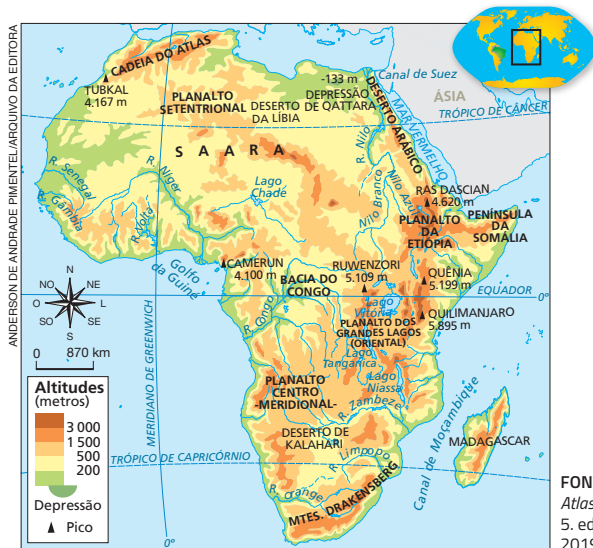 ANDERSON DE ANDRADE PIMENTEL/ARQUIVO DA EDITORA
CADEIA DO ATLAS
TUBKAL
4.167 m
PLANALTO
SETENTRIONAL
-133 m
DEPRESSÃO
DE QATTARA
DESERTO
DA LÍBIA
Canal de Suez
ÁSIA
TRÓPICO DE CÂNCER
DESERTO ARÁBICO
MAR VERMELHO
SAARA
R. Nilo
R. Senegal
R. Gâmbia
R. Níger
R. Volta
Lago
Chade
Nilo Branco
Nilo Azul
RAS DASCIAN
4.620 m
PLANALTO
DA
ETIÓPIA
PENÍNSULA
DA
SOMÁLIA
Golfo
da Guiné
CAMERUN
4.100 m
BACIA DO
CONGO
RUWENZORI
5.109 m
QUÊNIA
5.199 m
EQUADOR
0°
R. Congo
Lago
Vitória
QUILIMANJARO
5.895 m
PLANALTO DOS
GRANDES LAGOS
(ORIENTAL)
Lago
Tanganica
N
NO
NE
O
L
SO
SE
S
0 870 km
MERIDIANO DE GREENWICH
PLANALTO
CENTRO
-MERIDIONAL-
Lago
Niassa
R. Zambeze
Canal de Moçambique
MADAGASCAR
DESERTO DE
KALAHARI
TRÓPICO DE CAPRICÓRNIO
R. Limpopo
R. Orange
MTES. DRAKENSBERG
0°
Altitudes
(metros)
3 000
1 500
500
200
Depressão
Pico
FON
Atlas
5. ed
2019